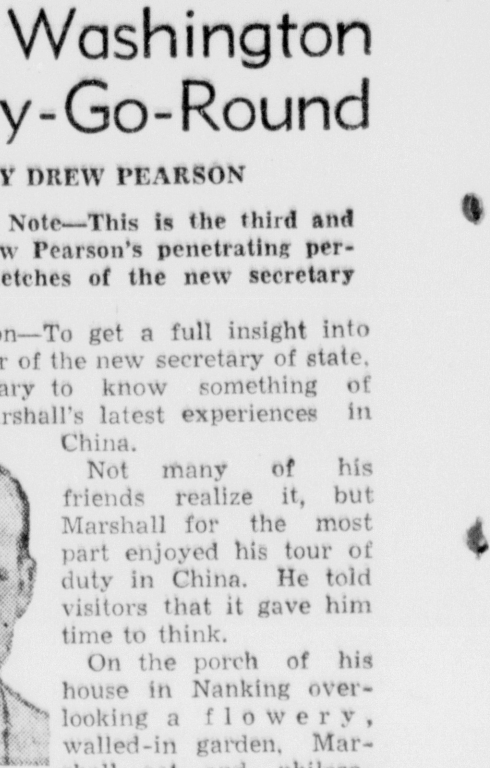 Washington
y-Go-Round
Y DREW PEARSON
Note—This is the third and
w Pearson's penetrating per-
etches of the new secretary
on—To get a full insight into
r of the new secretary of state,
ary to know something of
rshall's latest experiences in
China.
Not many of his
friends realize it, but
Marshall for the most
part enjoyed his tour of
duty in China. He told
visitors that it gave him
time to think.
On the porch of his
house in Nanking over-
looking a flowery,
walled-in garden, Mar-